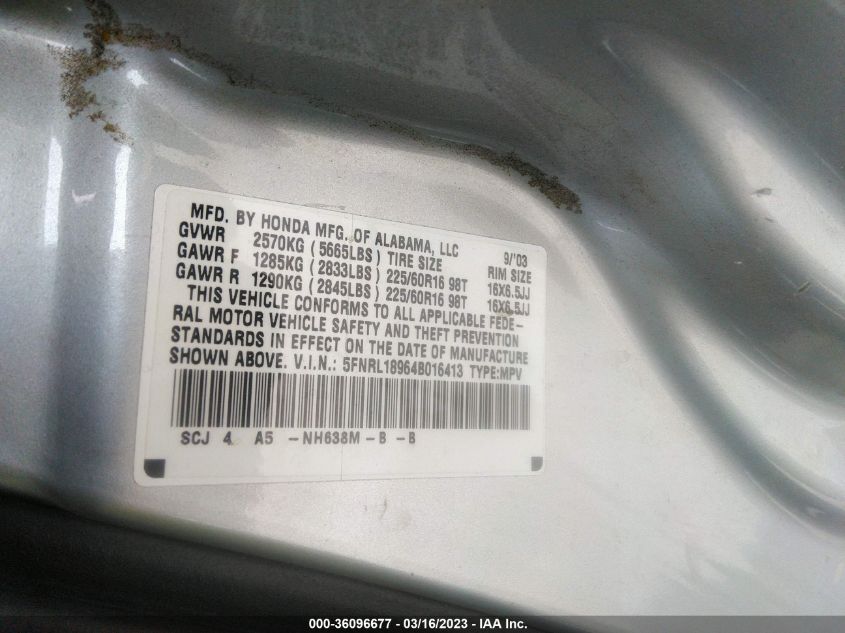 MFD. BY HONDA MFG. OF ALABAMA, LLC 9/'03
GVWR 2570KG ( 5665LBS ) TIRE SIZE RIM SIZE
GAWR F 1285KG ( 2833LBS ) 225/60R16 98T 16X6.5JJ
GAWR R 1290KG ( 2845LBS ) 225/60R16 98T 16X6.5JJ
THIS VEHICLE CONFORMS TO ALL APPLICABLE FEDE-
RAL MOTOR VEHICLE SAFETY AND THEFT PREVENTION
STANDARDS IN EFFECT ON THE DATE OF MANUFACTURE
SHOWN ABOVE. V.I.N.: 5FNRL18964B016413 TYPE:MPV
SCJ 4 A5 -NH638M -B -B
000-36096677 — 03/16/2023 — IAA Inc.